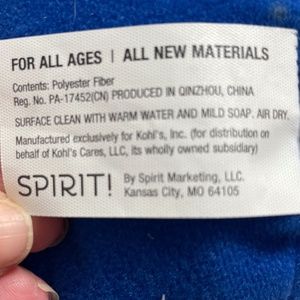 FOR ALL AGES | ALL NEW MATERIALS
Contents: Polyester Fiber
Reg. No. PA-17452(CN) PRODUCED IN QINZHOU, CHINA
SURFACE CLEAN WITH WARM WATER AND MILD SOAP. AIR DRY.
Manufactured exclusively for Kohl's, Inc. (for distribution on
behalf of Kohl's Cares, LLC, its wholly owned subsidiary)
SPIRIT! By Spirit Marketing, LLC.
Kansas City, MO 64105